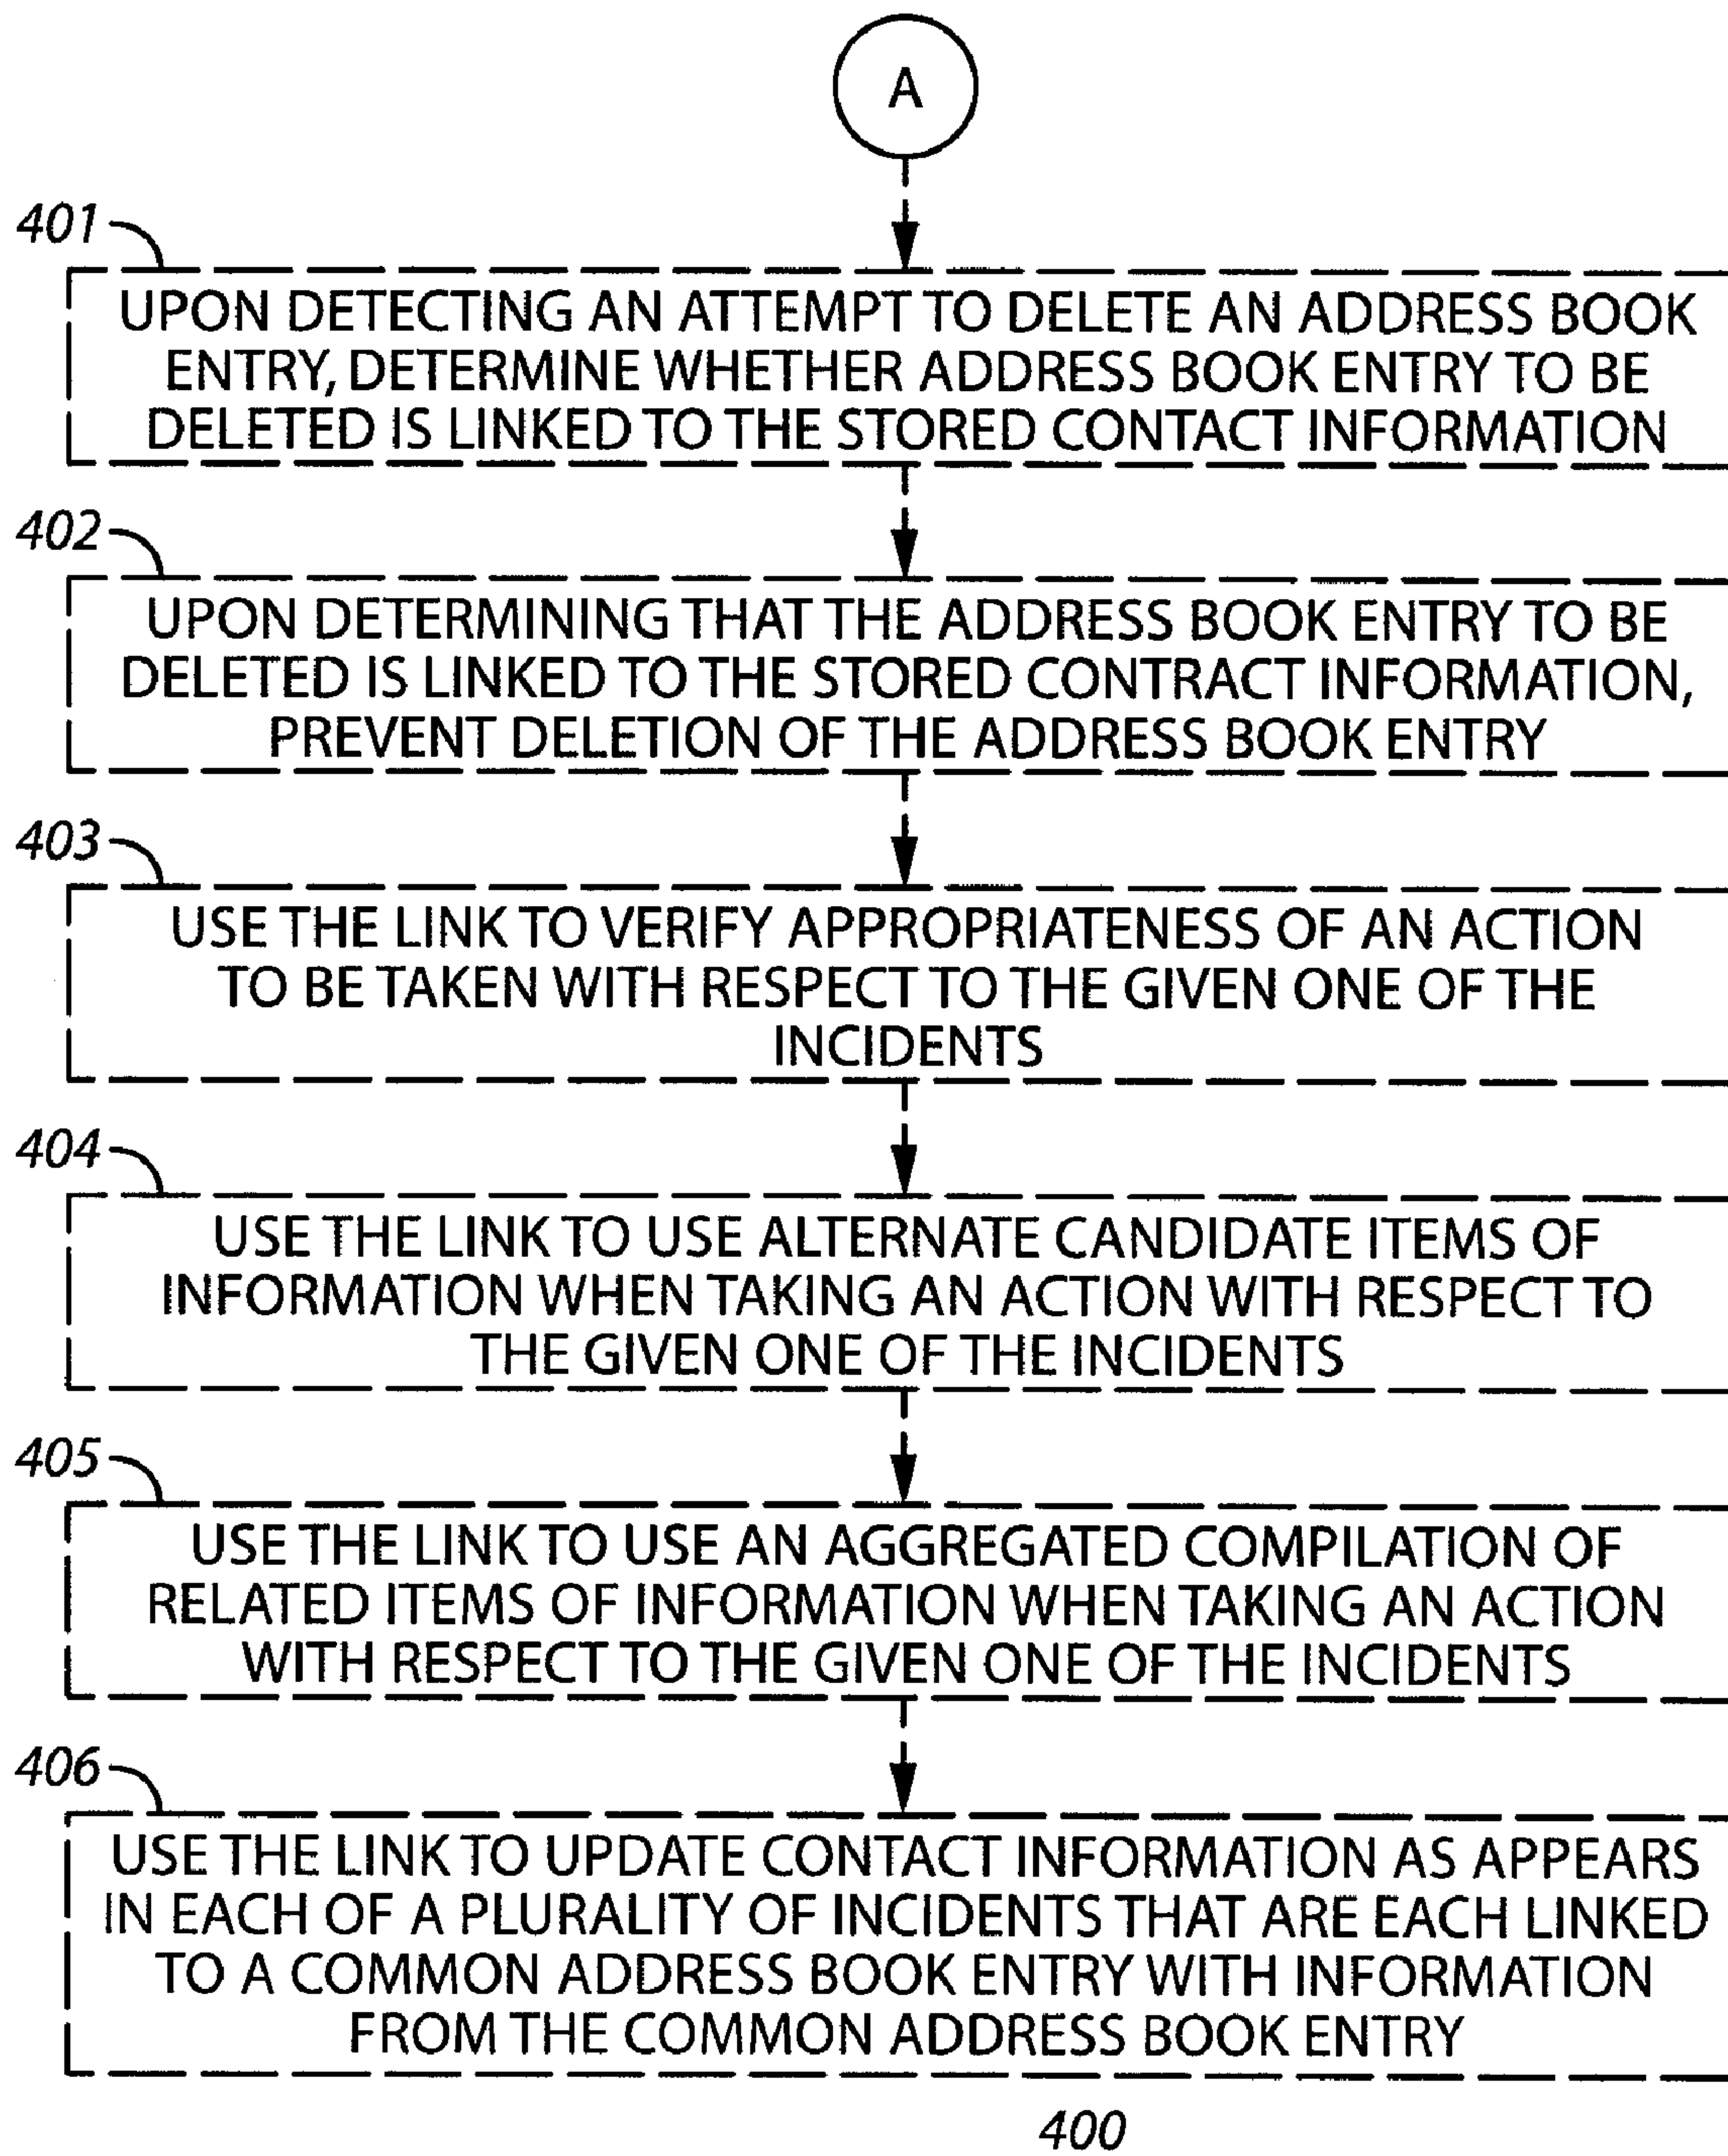 A
401
UPON DETECTING AN ATTEMPT TO DELETE AN ADDRESS BOOK
ENTRY, DETERMINE WHETHER ADDRESS BOOK ENTRY TO BE
DELETED IS LINKED TO THE STORED CONTACT INFORMATION
402
UPON DETERMINING THAT THE ADDRESS BOOK ENTRY TO BE
DELETED IS LINKED TO THE STORED CONTRACT INFORMATION,
PREVENT DELETION OF THE ADDRESS BOOK ENTRY
403
USE THE LINK TO VERIFY APPROPRIATENESS OF AN ACTION
TO BE TAKEN WITH RESPECT TO THE GIVEN ONE OF THE
INCIDENTS
404
USE THE LINK TO USE ALTERNATE CANDIDATE ITEMS OF
INFORMATION WHEN TAKING AN ACTION WITH RESPECT TO
THE GIVEN ONE OF THE INCIDENTS
405
USE THE LINK TO USE AN AGGREGATED COMPILATION OF
RELATED ITEMS OF INFORMATION WHEN TAKING AN ACTION
WITH RESPECT TO THE GIVEN ONE OF THE INCIDENTS
406
USE THE LINK TO UPDATE CONTACT INFORMATION AS APPEARS
IN EACH OF A PLURALITY OF INCIDENTS THAT ARE EACH LINKED
TO A COMMON ADDRESS BOOK ENTRY WITH INFORMATION
FROM THE COMMON ADDRESS BOOK ENTRY
400